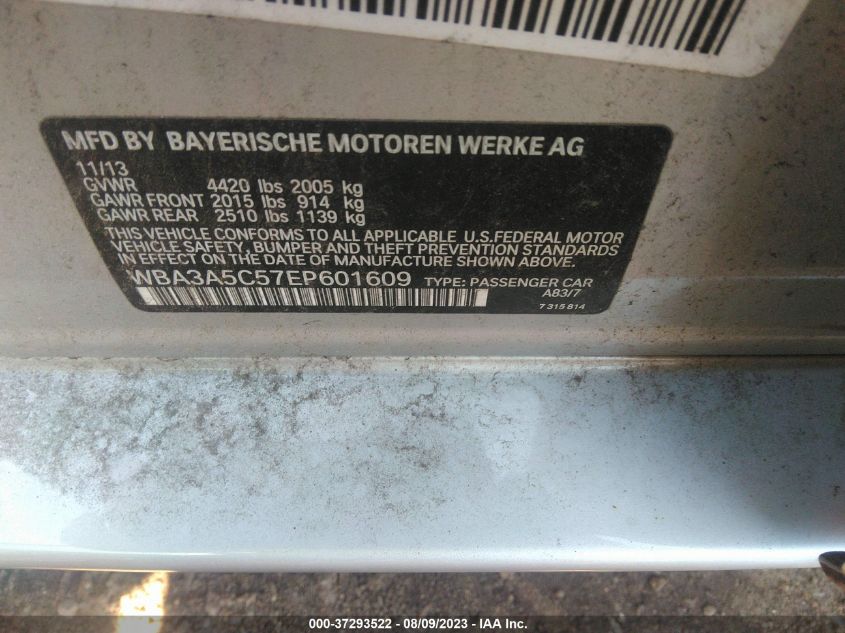 MFD BY BAYERISCHE MOTOREN WERKE AG
11/13
GVWR 4420 lbs 2005 kg
GAWR FRONT 2015 lbs 914 kg
GAWR REAR 2510 lbs 1139 kg
THIS VEHICLE CONFORMS TO ALL APPLICABLE U.S.FEDERAL MOTOR
VEHICLE SAFETY, BUMPER AND THEFT PREVENTION STANDARDS
IN EFFECT ON THE DATE OF MANUFACTURE SHOWN ABOVE.
WBA3A5C57EP601609 TYPE: PASSENGER CAR
A83/7
7 315 814
000-37293522 - 08/09/2023 - IAA Inc.